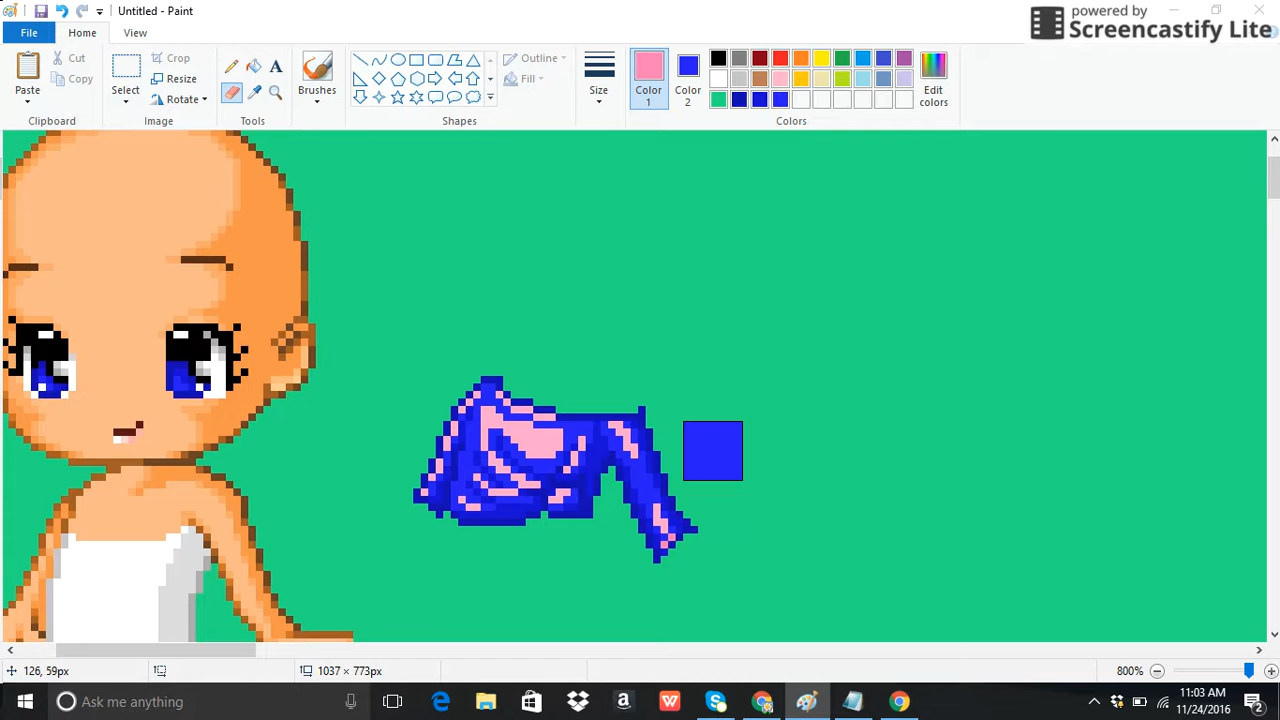 Untitled - Paint
powered by
Screencastify Lite
File Home View
Paste
Cut
Copy
Select
Crop
Resize
Rotate
Brushes
Outline
Fill
Size
Color
1
Color
2
Edit
colors
Clipboard Image Tools Shapes Colors
126, 59px 1037 × 773px 800%
Ask me anything
11:03 AM
11/24/2016
2